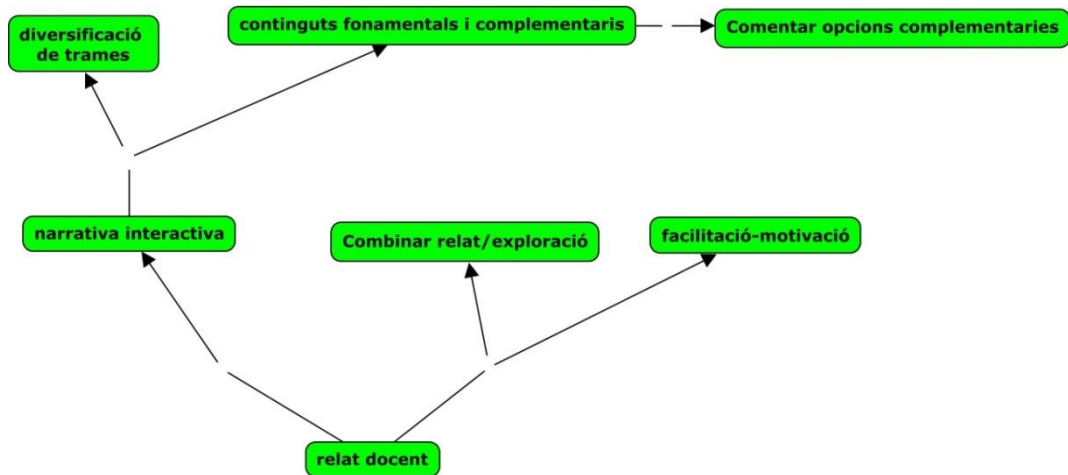 diversificació
de trames
continguts fonamentals i complementaris
Comentar opcions complementaries
narrativa interactiva
Combinar relat/exploració
facilitació-motivació
relat docent